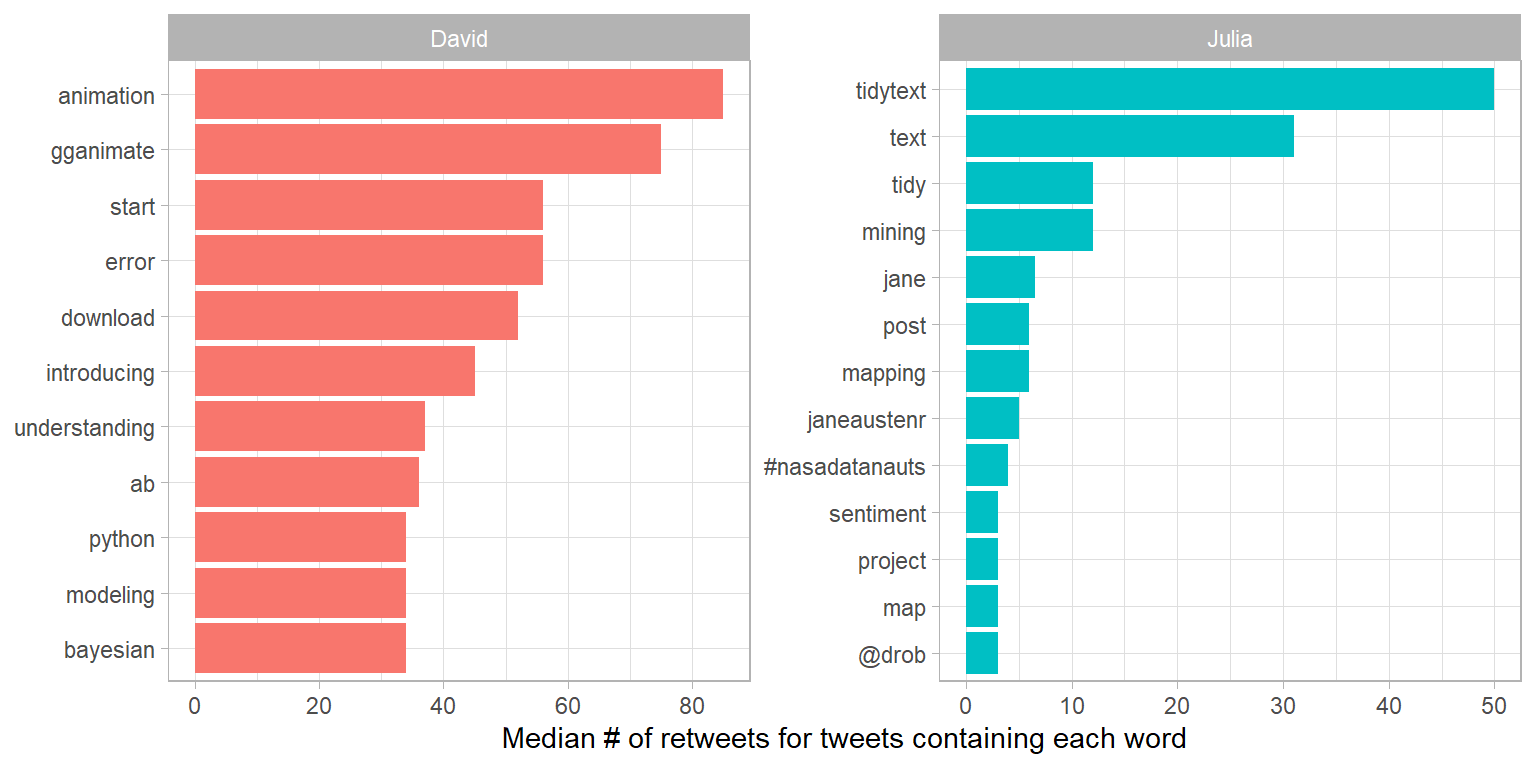 David
animation
gganimate
start
error
download
introducing
understanding
ab
python
modeling
bayesian
0 20 40 60 80
Julia
tidytext
text
tidy
mining
jane
post
mapping
janeaustenr
#nasadatanauts
sentiment
project
map
@drob
0 10 20 30 40 50
Median # of retweets for tweets containing each word